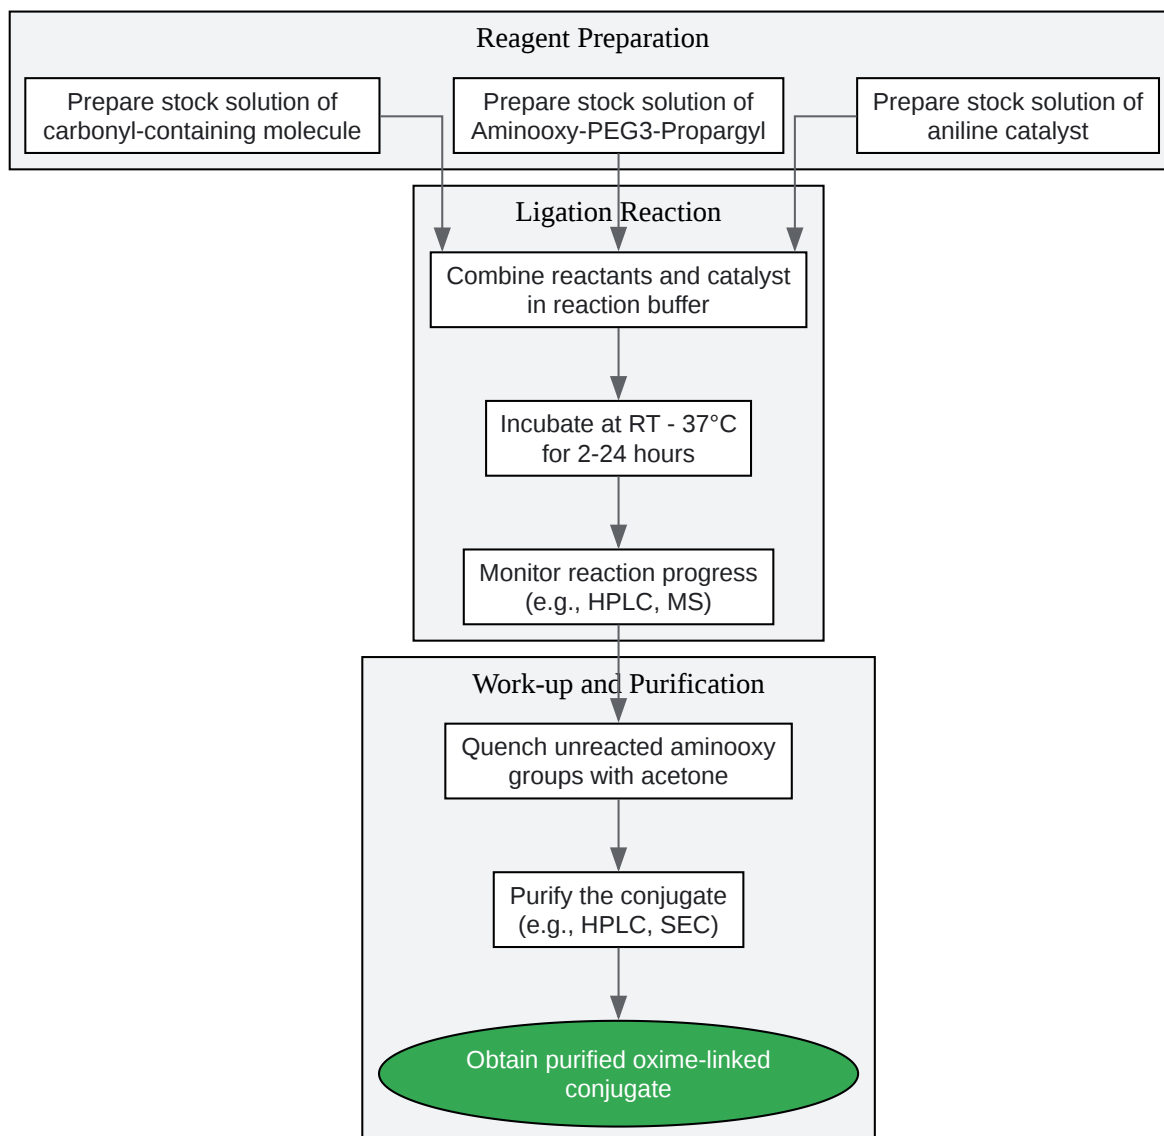 Reagent Preparation
Prepare stock solution of
carbonyl-containing molecule
Prepare stock solution of
Aminooxy-PEG3-Propargyl
Prepare stock solution of
aniline catalyst
Ligation Reaction
Combine reactants and catalyst
in reaction buffer
Incubate at RT - 37°C
for 2-24 hours
Monitor reaction progress
(e.g., HPLC, MS)
Work-up and Purification
Quench unreacted aminooxy
groups with acetone
Purify the conjugate
(e.g., HPLC, SEC)
Obtain purified oxime-linked
conjugate